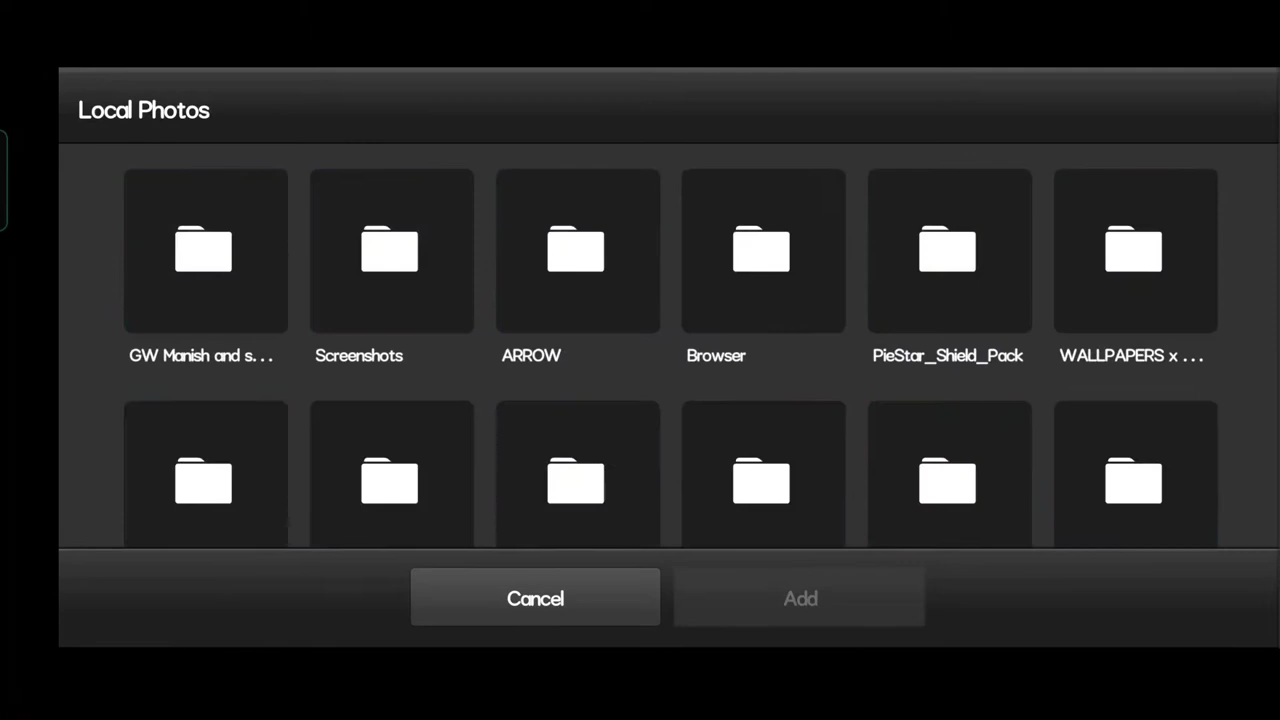 Local Photos
GW Manish and s...
Screenshots
ARROW
Browser
PieStar_Shield_Pack
WALLPAPERS x ...
Cancel
Add